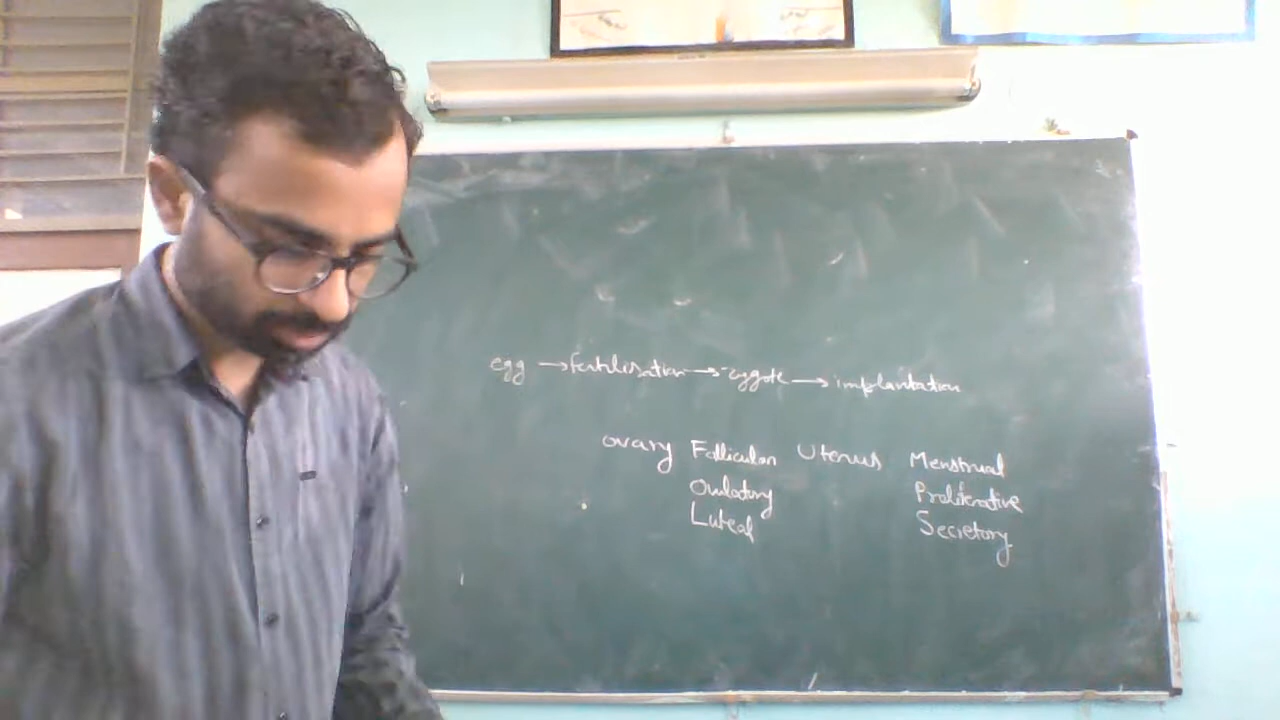 egg → fertilisation → zygote → implantation
ovary Follicular Uterus Menstrual
Ovulatory Proliferative
Luteal Secretory